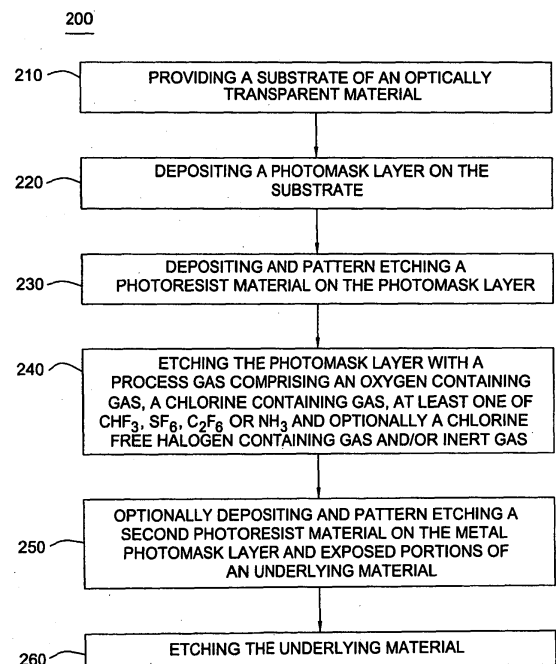 200
210
PROVIDING A SUBSTRATE OF AN OPTICALLY
TRANSPARENT MATERIAL
220
DEPOSITING A PHOTOMASK LAYER ON THE
SUBSTRATE
230
DEPOSITING AND PATTERN ETCHING A
PHOTORESIST MATERIAL ON THE PHOTOMASK LAYER
240
ETCHING THE PHOTOMASK LAYER WITH A
PROCESS GAS COMPRISING AN OXYGEN CONTAINING
GAS, A CHLORINE CONTAINING GAS, AT LEAST ONE OF
CHF3, SF6, C2F6 OR NH3 AND OPTIONALLY A CHLORINE
FREE HALOGEN CONTAINING GAS AND/OR INERT GAS
250
OPTIONALLY DEPOSITING AND PATTERN ETCHING A
SECOND PHOTORESIST MATERIAL ON THE METAL
PHOTOMASK LAYER AND EXPOSED PORTIONS OF
AN UNDERLYING MATERIAL
260
ETCHING THE UNDERLYING MATERIAL